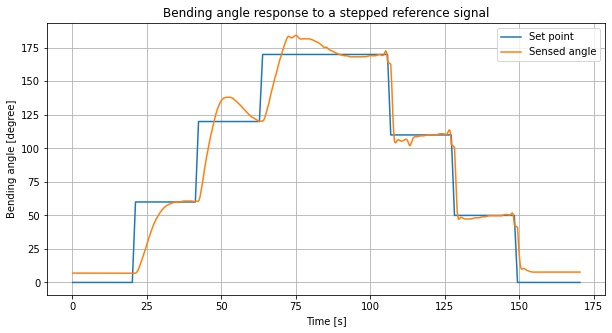 Bending angle response to a stepped reference signal
Set point
Sensed angle
Bending angle [degree]
175
150
125
100
75
50
25
0
0 25 50 75 100 125 150 175
Time [s]